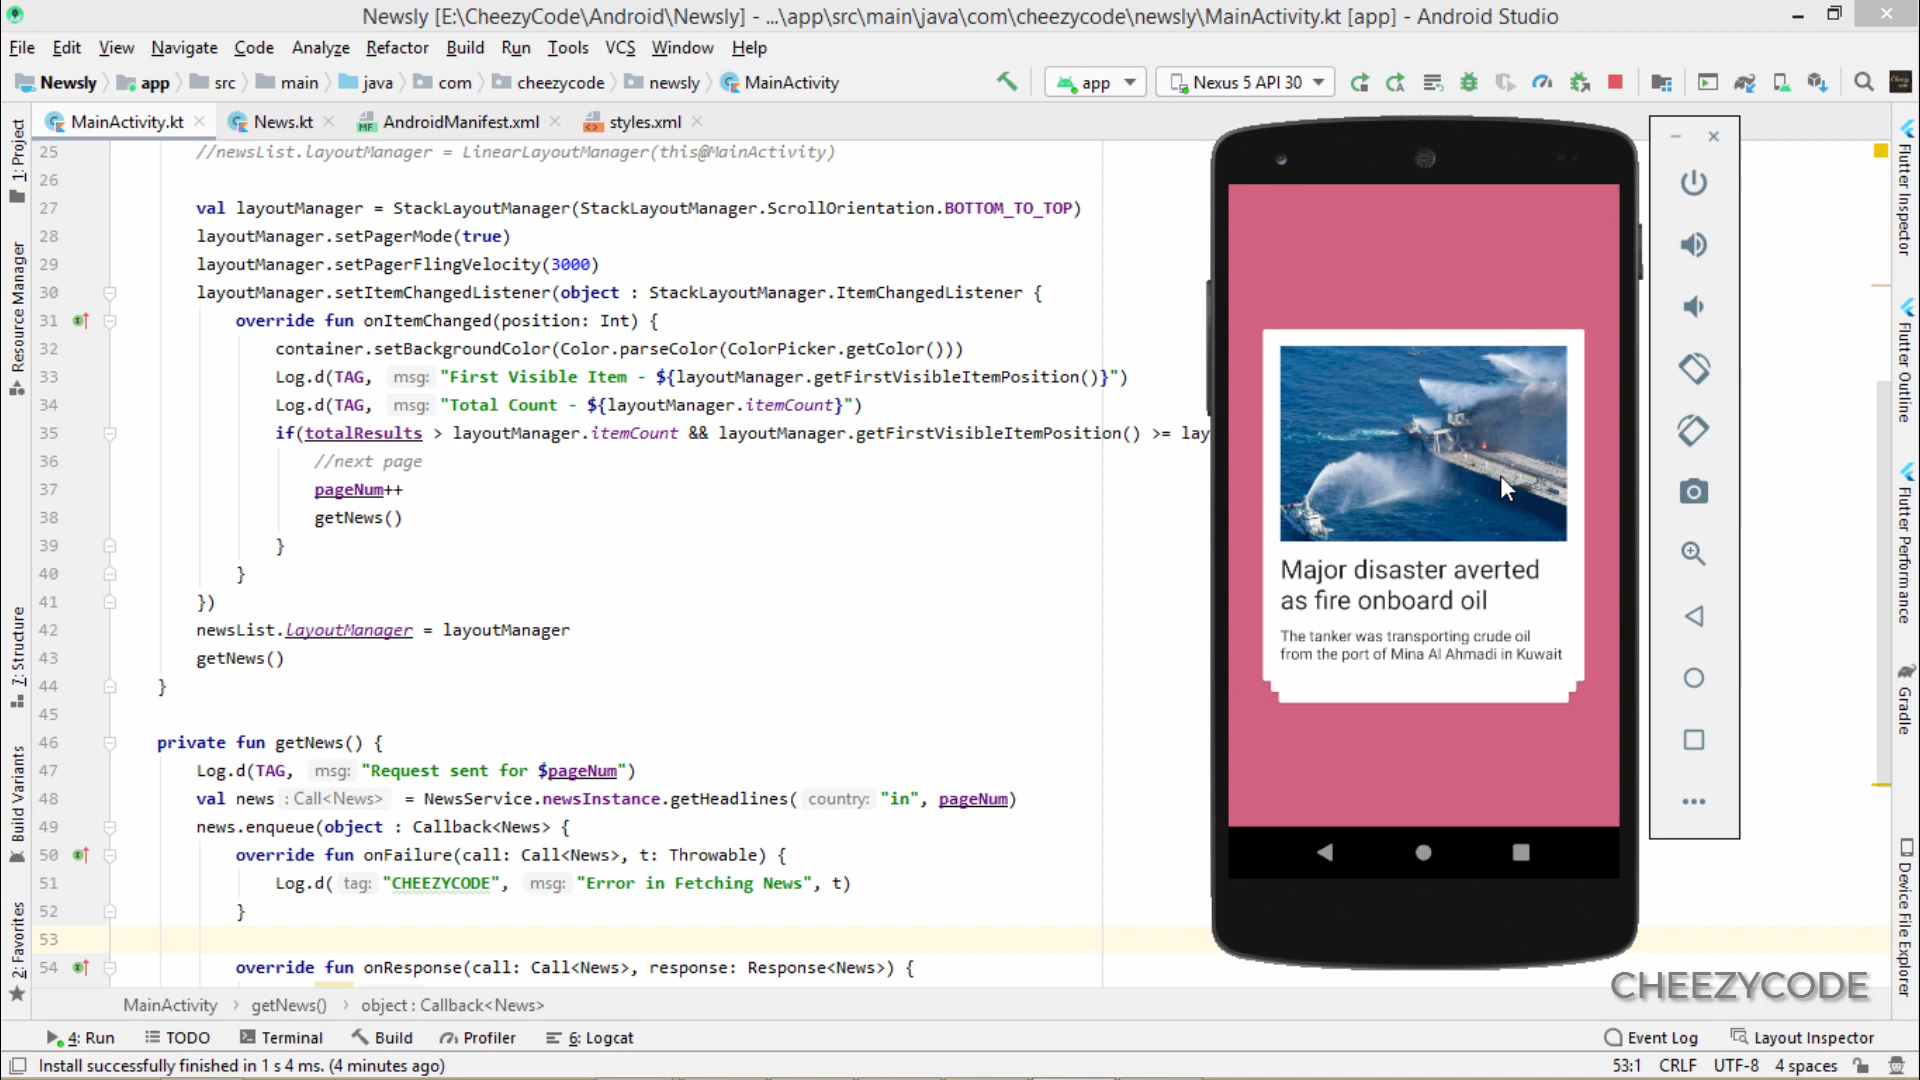 Newsly [E:\CheezyCode\Android\Newsly] - ...\app\src\main\java\com\cheezycode\newsly\MainActivity.kt [app] - Android Studio
File Edit View Navigate Code Analyze Refactor Build Run Tools VCS Window Help
Newsly app src main java com cheezycode newsly MainActivity app Nexus 5 API 30
MainActivity.kt News.kt AndroidManifest.xml styles.xml
1: Project
Resource Manager
7: Structure
Build Variants
2: Favorites
25 //newsList.layoutManager = LinearLayoutManager(this@MainActivity)
26
27 val layoutManager = StackLayoutManager(StackLayoutManager.ScrollOrientation.BOTTOM_TO_TOP)
28 layoutManager.setPagerMode(true)
29 layoutManager.setPagerFlingVelocity(3000)
30 layoutManager.setItemChangedListener(object : StackLayoutManager.ItemChangedListener {
31 override fun onItemChanged(position: Int) {
32 container.setBackgroundColor(Color.parseColor(ColorPicker.getColor()))
33 Log.d(TAG, msg: "First Visible Item - ${layoutManager.getFirstVisibleItemPosition()}")
34 Log.d(TAG, msg: "Total Count - ${layoutManager.itemCount}")
35 if(totalResults > layoutManager.itemCount && layoutManager.getFirstVisibleItemPosition() >= lay
36 //next page
37 pageNum++
38 getNews()
39 }
40 }
41 })
42 newsList.layoutManager = layoutManager
43 getNews()
44 }
45
46 private fun getNews() {
47 Log.d(TAG, msg: "Request sent for $pageNum")
48 val news : Call<News> = NewsService.newsInstance.getHeadlines( country: "in", pageNum)
49 news.enqueue(object : Callback<News> {
50 override fun onFailure(call: Call<News>, t: Throwable) {
51 Log.d( tag: "CHEEZYCODE", msg: "Error in Fetching News", t)
52 }
53
54 override fun onResponse(call: Call<News>, response: Response<News>) {
Major disaster averted
as fire onboard oil
The tanker was transporting crude oil
from the port of Mina Al Ahmadi in Kuwait
Flutter Inspector
Flutter Outline
Flutter Performance
Gradle
Device File Explorer
CHEEZYCODE
MainActivity getNews() object : Callback<News>
4: Run TODO Terminal Build Profiler 6: Logcat Event Log Layout Inspector
Install successfully finished in 1 s 4 ms. (4 minutes ago) 53:1 CRLF UTF-8 4 spaces